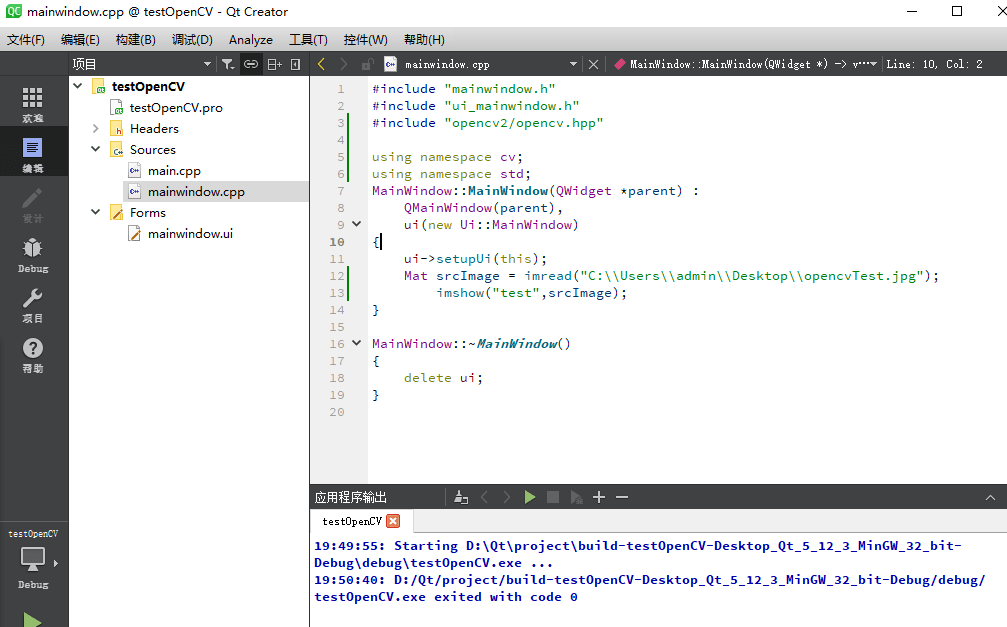 mainwindow.cpp @ testOpenCV - Qt Creator
文件(F) 编辑(E) 构建(B) 调试(D) Analyze 工具(T) 控件(W) 帮助(H)
项目
mainwindow.cpp
MainWindow::MainWindow(QWidget *) -> v···
Line: 10, Col: 2
欢迎
编辑
设计
Debug
项目
帮助
testOpenCV
Debug
testOpenCV
testOpenCV.pro
Headers
Sources
main.cpp
mainwindow.cpp
Forms
mainwindow.ui
1 #include "mainwindow.h"
2 #include "ui_mainwindow.h"
3 #include "opencv2/opencv.hpp"
4
5 using namespace cv;
6 using namespace std;
7 MainWindow::MainWindow(QWidget *parent) :
8 QMainWindow(parent),
9 ui(new Ui::MainWindow)
10 {
11 ui->setupUi(this);
12 Mat srcImage = imread("C:\\Users\\admin\\Desktop\\opencvTest.jpg");
13 imshow("test",srcImage);
14 }
15
16 MainWindow::~MainWindow()
17 {
18 delete ui;
19 }
20
应用程序输出
testOpenCV
19:49:55: Starting D:\Qt\project\build-testOpenCV-Desktop_Qt_5_12_3_MinGW_32_bit-
Debug\debug\testOpenCV.exe ...
19:50:40: D:/Qt/project/build-testOpenCV-Desktop_Qt_5_12_3_MinGW_32_bit-Debug/debug/
testOpenCV.exe exited with code 0